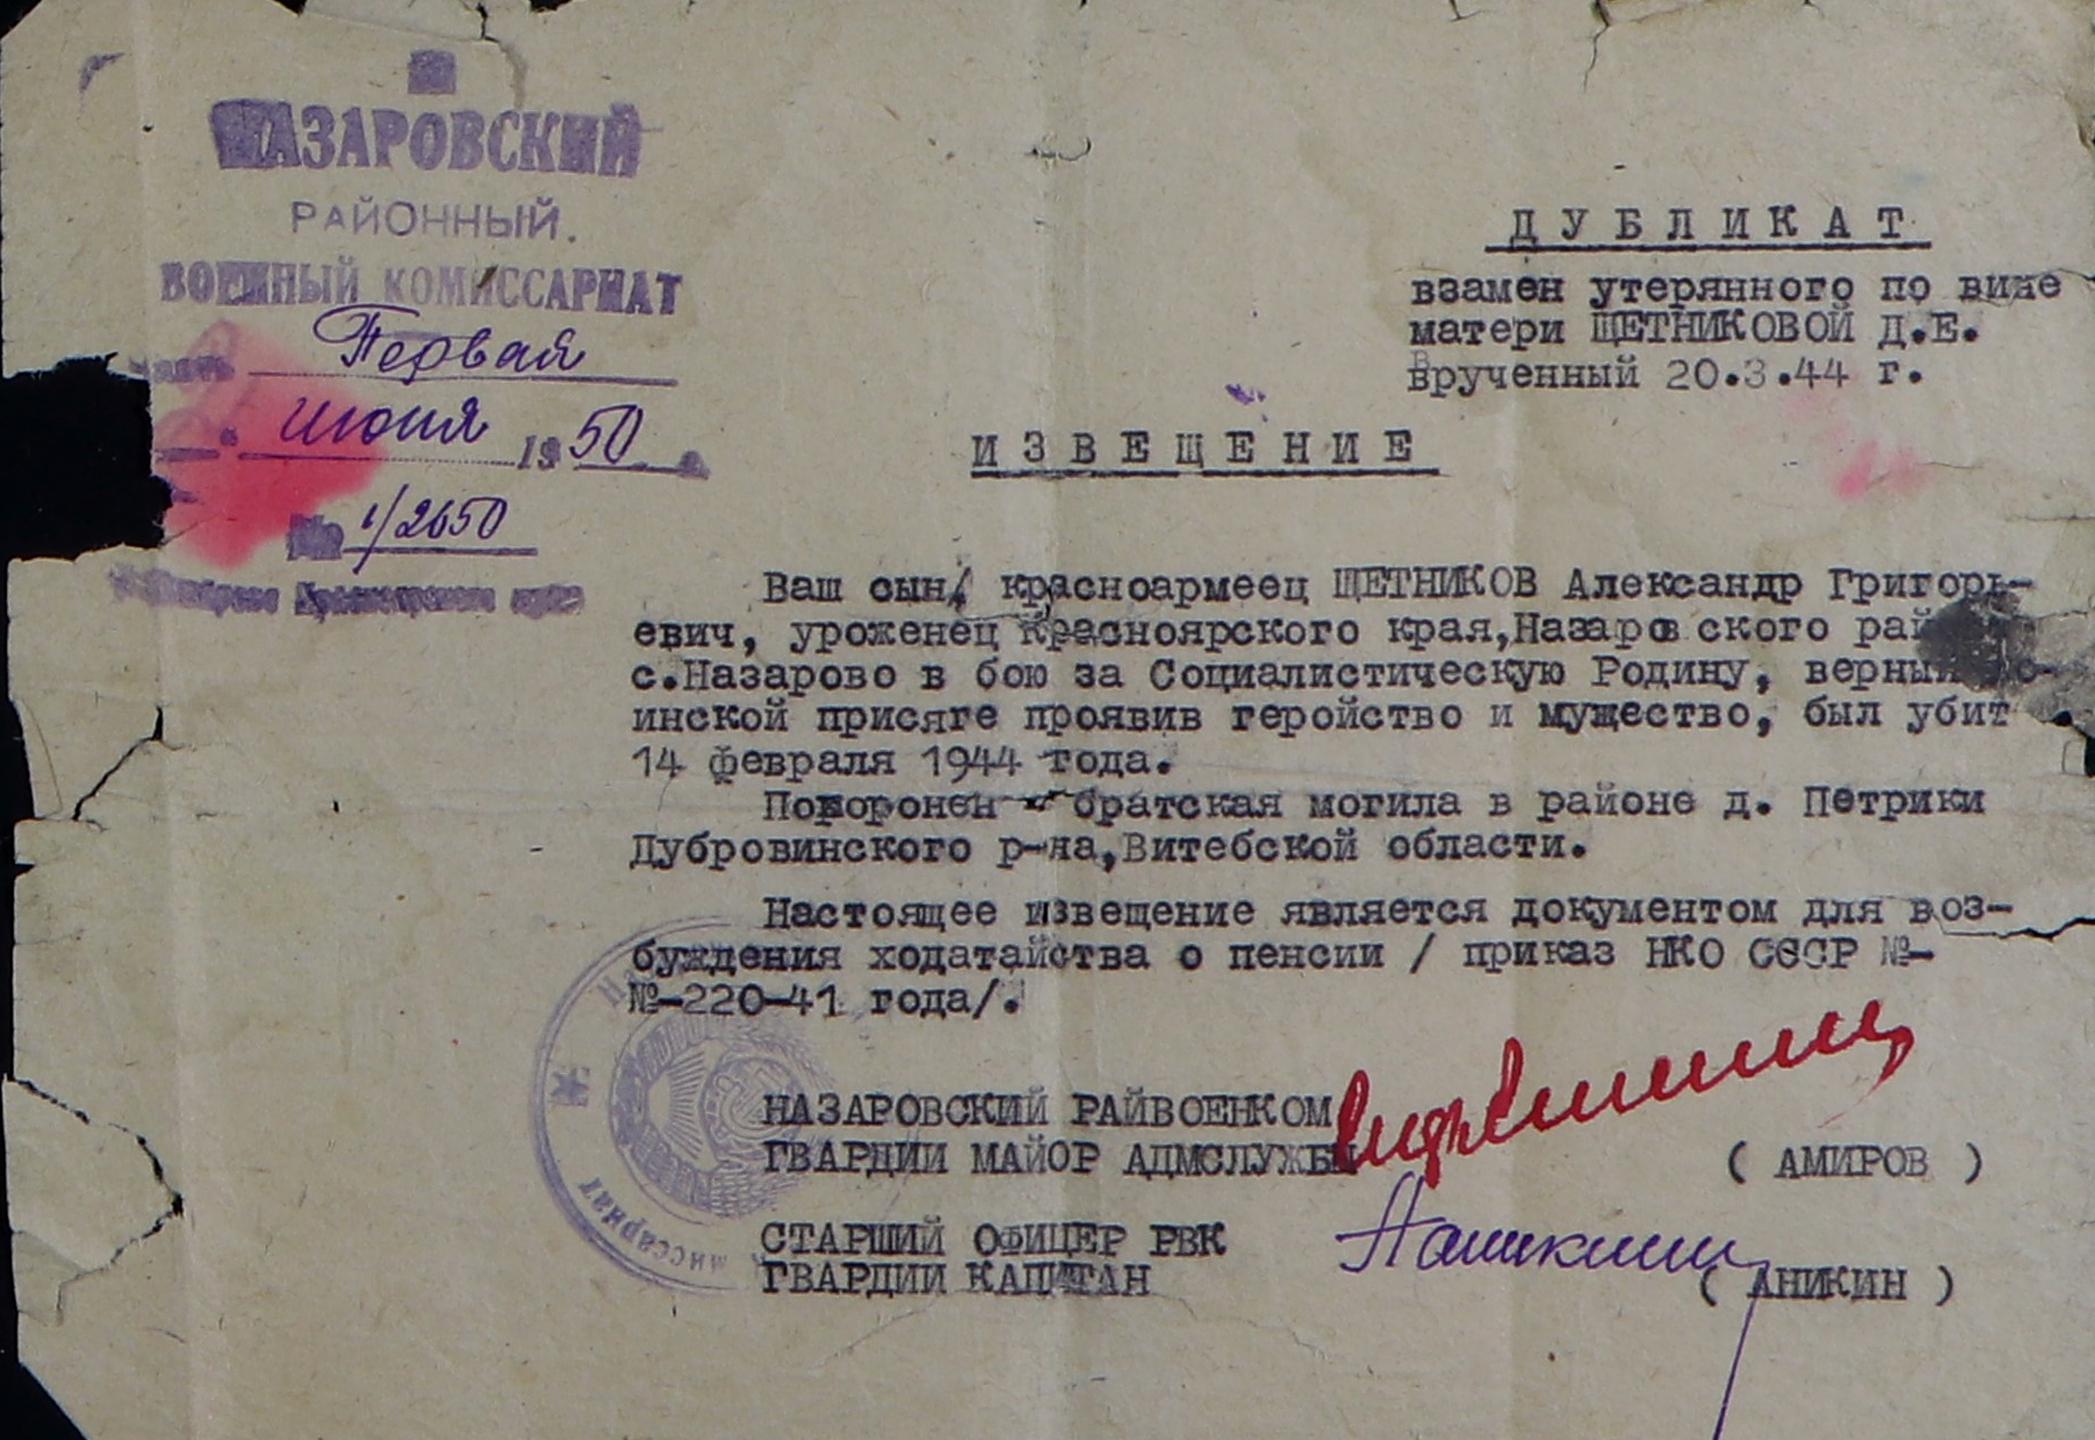 НАЗАРОВСКИЙ
РАЙОННЫЙ.
ВОЕННЫЙ КОМИССАРИАТ
часть Первая
июня 1950 г.
№ 1/2650
ДУБЛИКАТ
взамен утерянного по вине
матери ЩЕТНИКОВОЙ Д.Е.
Врученный 20.3.44 г.
ИЗВЕЩЕНИЕ
Ваш сын/ красноармеец ЩЕТНИКОВ Александр Григорь-
евич, уроженец Красноярского края,Назаровского рай
с.Назарово в бою за Социалистическую Родину, верный во-
инской присяге проявив геройство и мужество, был убит
14 февраля 1944 года.
Похоронен - братская могила в районе д. Петрики
Дубровинского р-на,Витебской области.
Настоящее извещение является документом для воз-
буждения ходатайства о пенсии / приказ НКО СССР №-
№-220-41 года/.
НАЗАРОВСКИЙ РАЙВОЕНКОМ
ГВАРДИИ МАЙОР АДМСЛУЖБЫ
( АМИРОВ )
СТАРШИЙ ОФИЦЕР РВК
ГВАРДИИ КАПИТАН
( АНИКИН )
миссариат